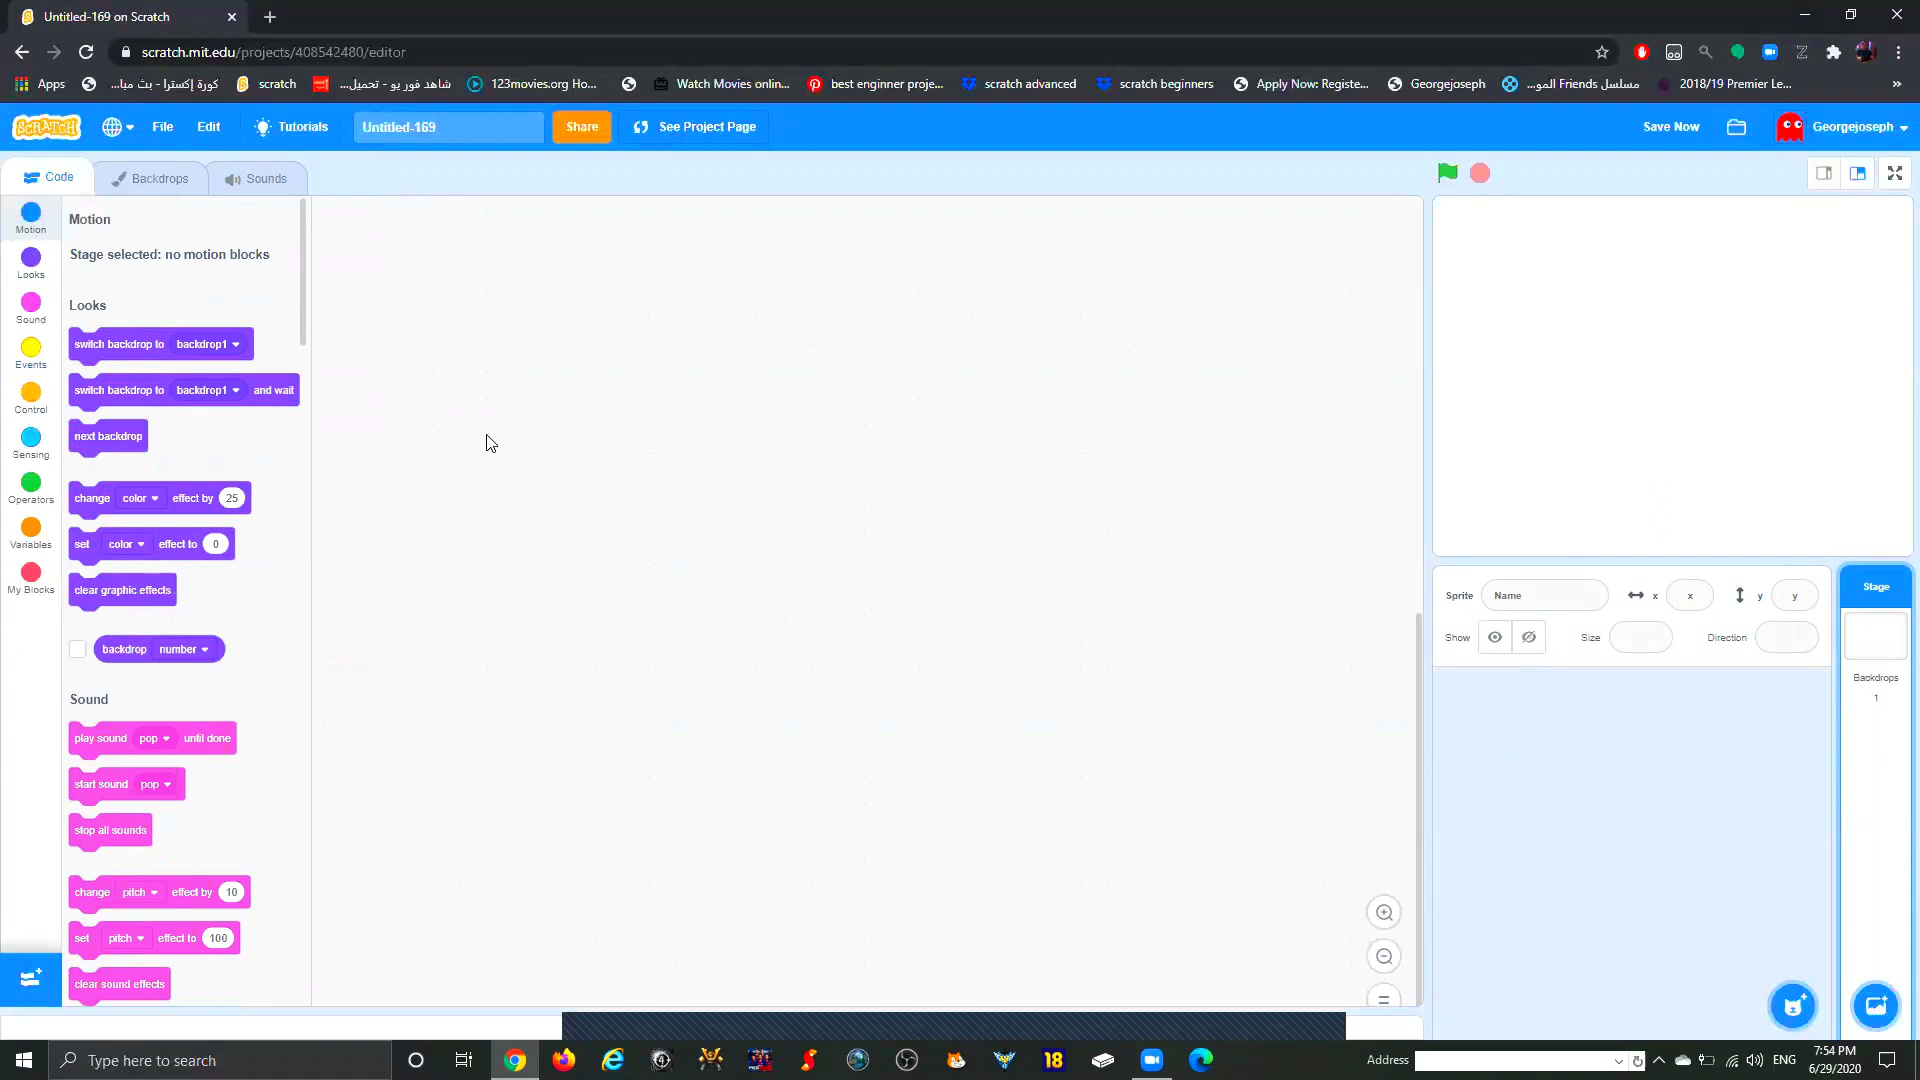 Untitled-169 on Scratch
scratch.mit.edu/projects/408542480/editor
Apps
كورة إكسترا - بث مبا...
scratch
شاهد فور يو - تحميل...
123movies.org Ho...
Watch Movies onlin...
best enginner proje...
scratch advanced
scratch beginners
Apply Now: Registe...
Georgejoseph
مسلسل Friends المو...
2018/19 Premier Le...
SCRATCH
File
Edit
Tutorials
Untitled-169
Share
See Project Page
Save Now
Georgejoseph
Code
Backdrops
Sounds
Motion
Looks
Sound
Events
Control
Sensing
Operators
Variables
My Blocks
Motion
Stage selected: no motion blocks
Looks
switch backdrop to backdrop1
switch backdrop to backdrop1 and wait
next backdrop
change color effect by 25
set color effect to 0
clear graphic effects
backdrop number
Sound
play sound pop until done
start sound pop
stop all sounds
change pitch effect by 10
set pitch effect to 100
clear sound effects
Sprite Name x x y y
Show Size Direction
Stage
Backdrops
1
Type here to search
18
Address
ENG
7:54 PM
6/29/2020